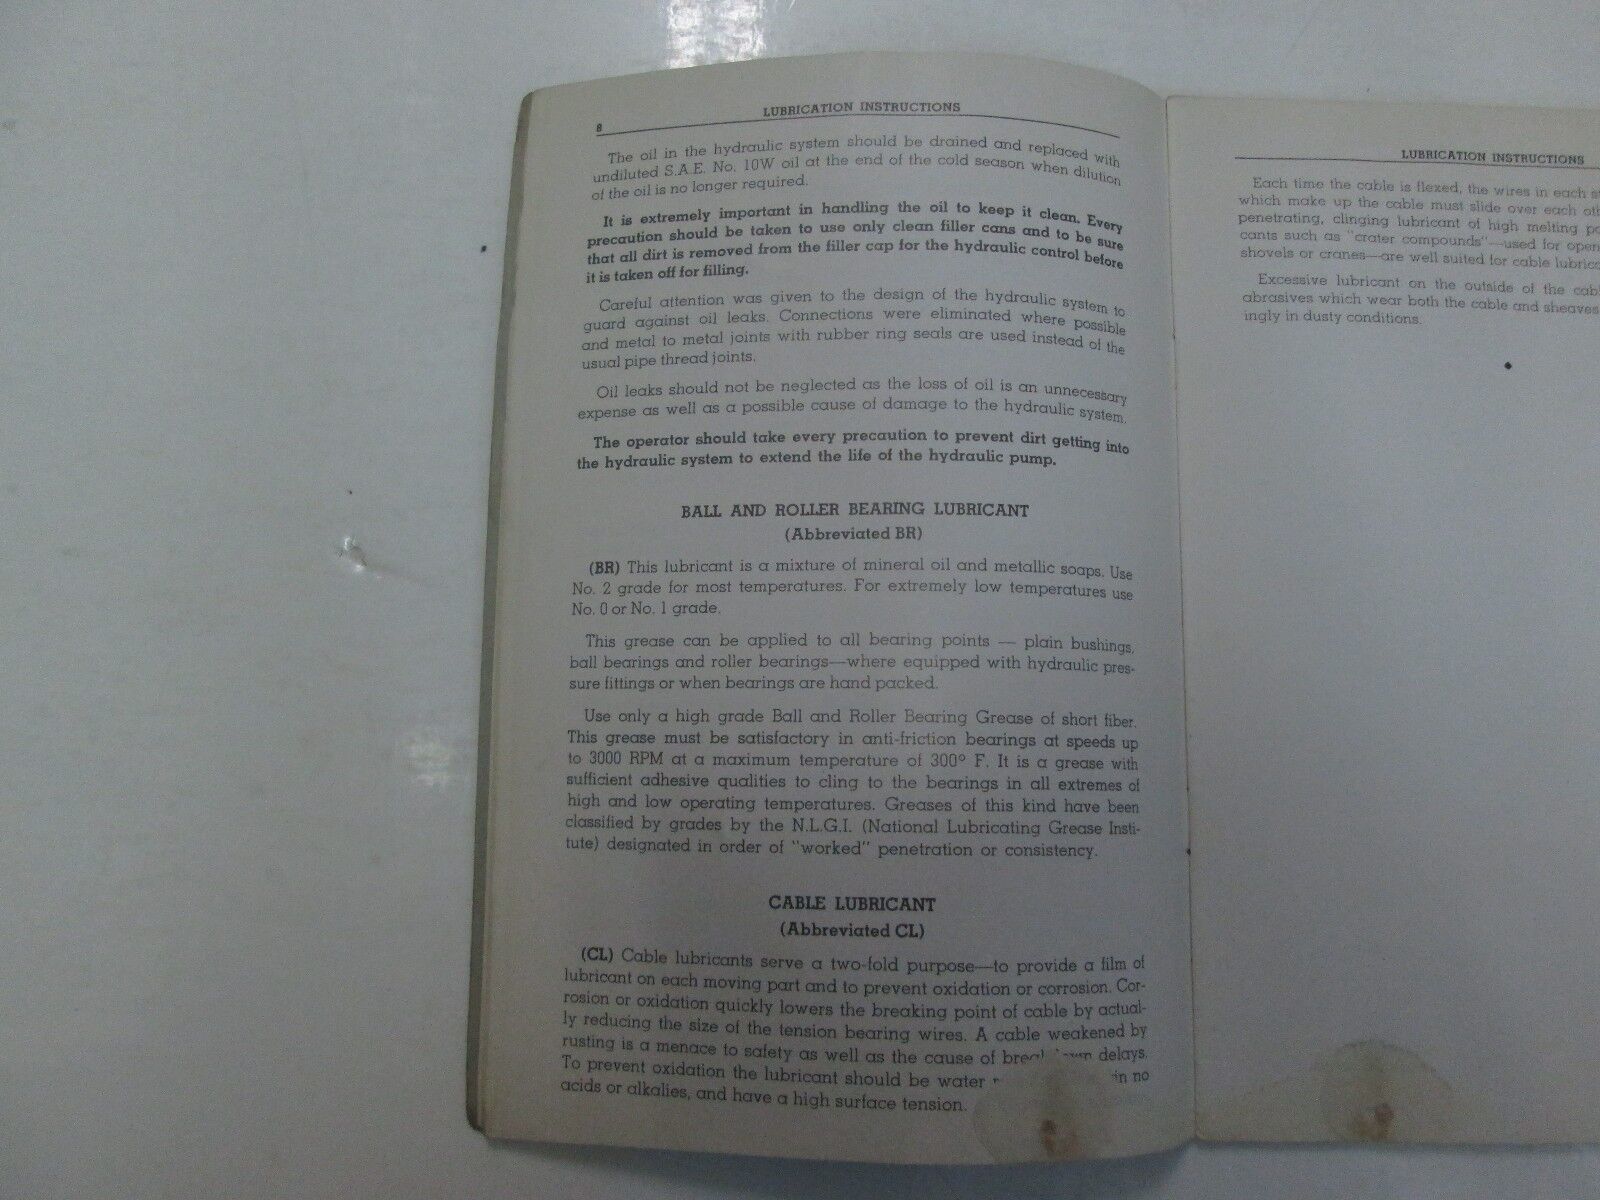 LUBRICATION INSTRUCTIONS
8
The oil in the hydraulic system should be drained and replaced with
undiluted S.A.E. No. 10W oil at the end of the cold season when dilution
of the oil is no longer required.
It is extremely important in handling the oil to keep it clean. Every
precaution should be taken to use only clean filler cans and to be sure
that all dirt is removed from the filler cap for the hydraulic control before
it is taken off for filling.
Careful attention was given to the design of the hydraulic system to
guard against oil leaks. Connections were eliminated where possible
and metal to metal joints with rubber ring seals are used instead of the
usual pipe thread joints.
Oil leaks should not be neglected as the loss of oil is an unnecessary
expense as well as a possible cause of damage to the hydraulic system.
The operator should take every precaution to prevent dirt getting into
the hydraulic system to extend the life of the hydraulic pump.
BALL AND ROLLER BEARING LUBRICANT
(Abbreviated BR)
(BR) This lubricant is a mixture of mineral oil and metallic soaps. Use
No. 2 grade for most temperatures. For extremely low temperatures use
No. 0 or No. 1 grade.
This grease can be applied to all bearing points — plain bushings,
ball bearings and roller bearings—where equipped with hydraulic pres-
sure fittings or when bearings are hand packed.
Use only a high grade Ball and Roller Bearing Grease of short fiber.
This grease must be satisfactory in anti-friction bearings at speeds up
to 3000 RPM at a maximum temperature of 300° F. It is a grease with
sufficient adhesive qualities to cling to the bearings in all extremes of
high and low operating temperatures. Greases of this kind have been
classified by grades by the N.L.G.I. (National Lubricating Grease Insti-
tute) designated in order of "worked" penetration or consistency.
CABLE LUBRICANT
(Abbreviated CL)
(CL) Cable lubricants serve a two-fold purpose—to provide a film of
lubricant on each moving part and to prevent oxidation or corrosion. Cor-
rosion or oxidation quickly lowers the breaking point of cable by actual-
ly reducing the size of the tension bearing wires. A cable weakened by
rusting is a menace to safety as well as the cause of delays.
To prevent oxidation the lubricant should be water no
acids or alkalies, and have a high surface tension.
LUBRICATION INSTRUCTIONS
Each time the cable is flexed, the wires in each
which make up the cable must slide over each
penetrating, clinging lubricant of high melting
cants such as "crater compounds"—used for
shovels or cranes—are well suited for cable
Excessive lubricant on the outside of the
abrasives which wear both the cable and sheaves
ingly in dusty conditions.